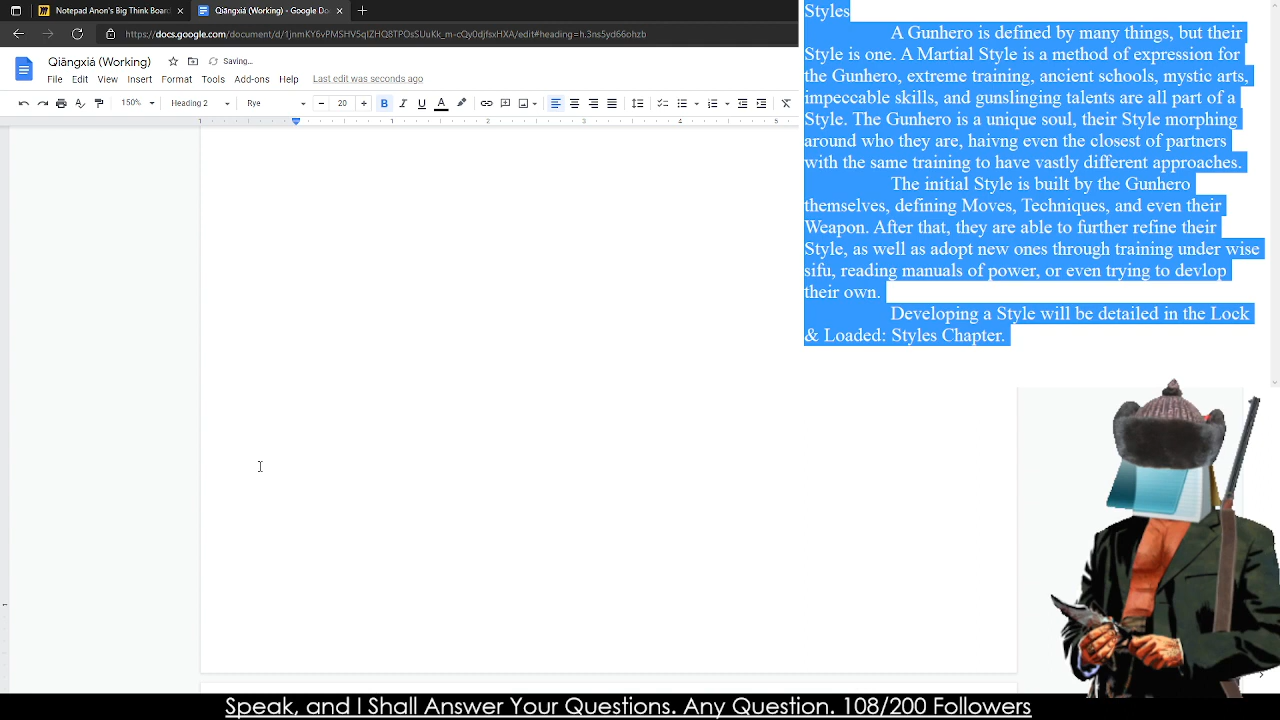 Notepad Anon's Big Think Board
Qiāngxiá (Working) - Google Do
https://docs.google.com/document/d/1jnmKY6vPMSHVSqIZHQ8TPOsSUuKk_m-cQy0djfsxHXA/edit#heading=h.3ns5yd66ohzb
Qiāngxiá (Working)
Saving...
File Edit View Insert Format Tools Add-ons Help Last edit was seconds ago
150% Heading 2 Rye 20 B I U A
1 1 2 3 4 5
Styles
A Gunhero is defined by many things, but their
Style is one. A Martial Style is a method of expression for
the Gunhero, extreme training, ancient schools, mystic arts,
impeccable skills, and gunslinging talents are all part of a
Style. The Gunhero is a unique soul, their Style morphing
around who they are, haivng even the closest of partners
with the same training to have vastly different approaches.
The initial Style is built by the Gunhero
themselves, defining Moves, Techniques, and even their
Weapon. After that, they are able to further refine their
Style, as well as adopt new ones through training under wise
sifu, reading manuals of power, or even trying to devlop
their own.
Developing a Style will be detailed in the Lock
& Loaded: Styles Chapter.
Speak, and I Shall Answer Your Questions. Any Question. 108/200 Followers